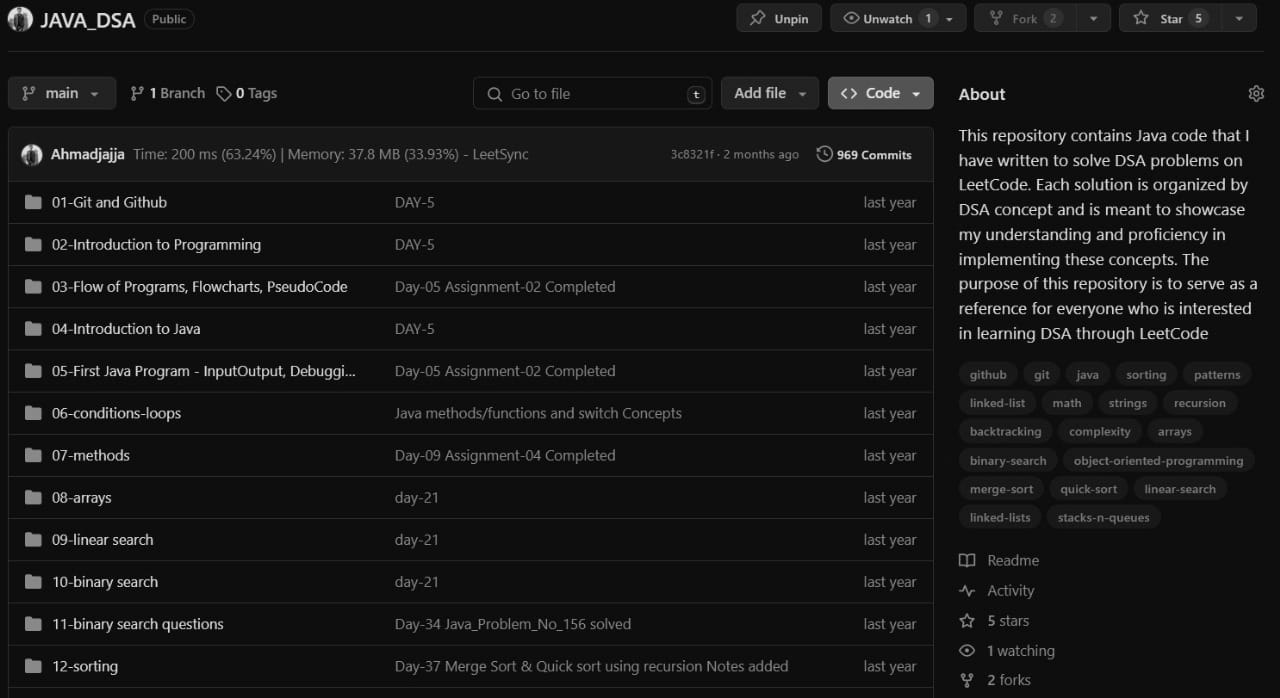 JAVA_DSA Public Unpin Unwatch 1 Fork 2 Star 5
main 1 Branch 0 Tags Go to file t Add file Code
Ahmadjajja Time: 200 ms (63.24%) | Memory: 37.8 MB (33.93%) - LeetSync 3c8321f · 2 months ago 969 Commits
01-Git and Github DAY-5 last year
02-Introduction to Programming DAY-5 last year
03-Flow of Programs, Flowcharts, PseudoCode Day-05 Assignment-02 Completed last year
04-Introduction to Java DAY-5 last year
05-First Java Program - InputOutput, Debuggi... Day-05 Assignment-02 Completed last year
06-conditions-loops Java methods/functions and switch Concepts last year
07-methods Day-09 Assignment-04 Completed last year
08-arrays day-21 last year
09-linear search day-21 last year
10-binary search day-21 last year
11-binary search questions Day-34 Java_Problem_No_156 solved last year
12-sorting Day-37 Merge Sort & Quick sort using recursion Notes added last year
About
This repository contains Java code that I
have written to solve DSA problems on
LeetCode. Each solution is organized by
DSA concept and is meant to showcase
my understanding and proficiency in
implementing these concepts. The
purpose of this repository is to serve as a
reference for everyone who is interested
in learning DSA through LeetCode
github git java sorting patterns
linked-list math strings recursion
backtracking complexity arrays
binary-search object-oriented-programming
merge-sort quick-sort linear-search
linked-lists stacks-n-queues
Readme
Activity
5 stars
1 watching
2 forks